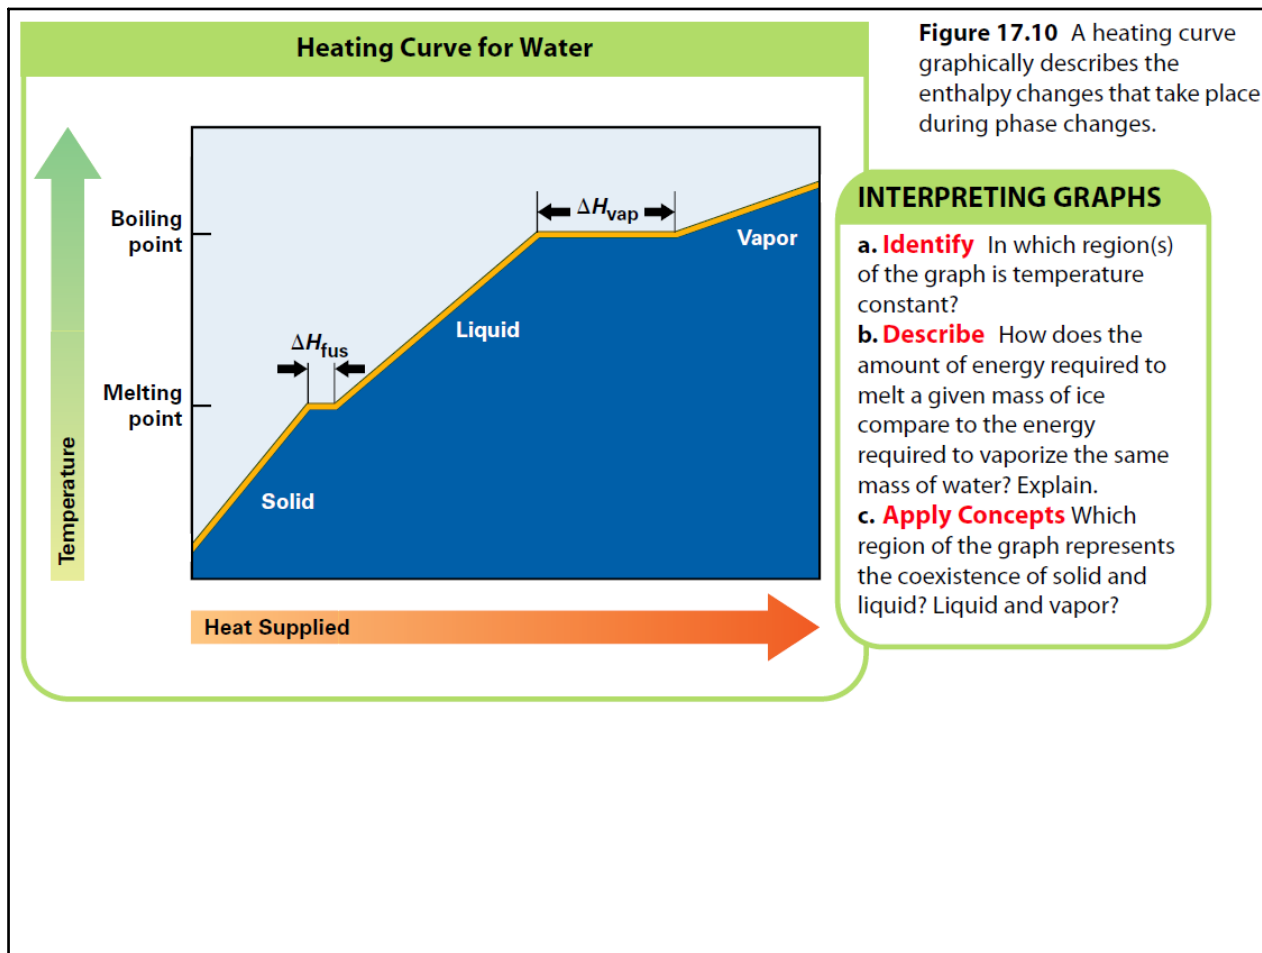 Heating Curve for Water
Figure 17.10 A heating curve
graphically describes the
enthalpy changes that take place
during phase changes.
Temperature
Boiling
point
Melting
point
ΔHfus
ΔHvap
Solid
Liquid
Vapor
Heat Supplied
INTERPRETING GRAPHS
a. Identify In which region(s)
of the graph is temperature
constant?
b. Describe How does the
amount of energy required to
melt a given mass of ice
compare to the energy
required to vaporize the same
mass of water? Explain.
c. Apply Concepts Which
region of the graph represents
the coexistence of solid and
liquid? Liquid and vapor?